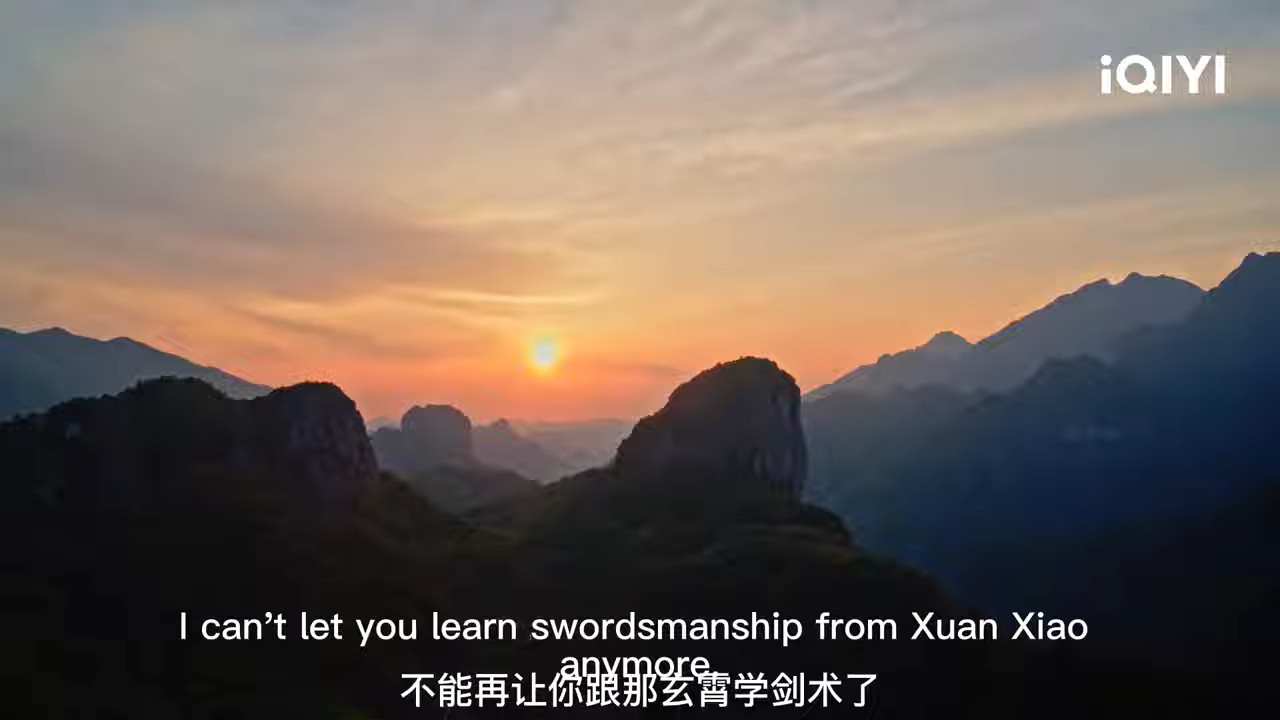 iQIYI
I can't let you learn swordsmanship from Xuan Xiao
anymore.
不能再让你跟那玄霄学剑术了